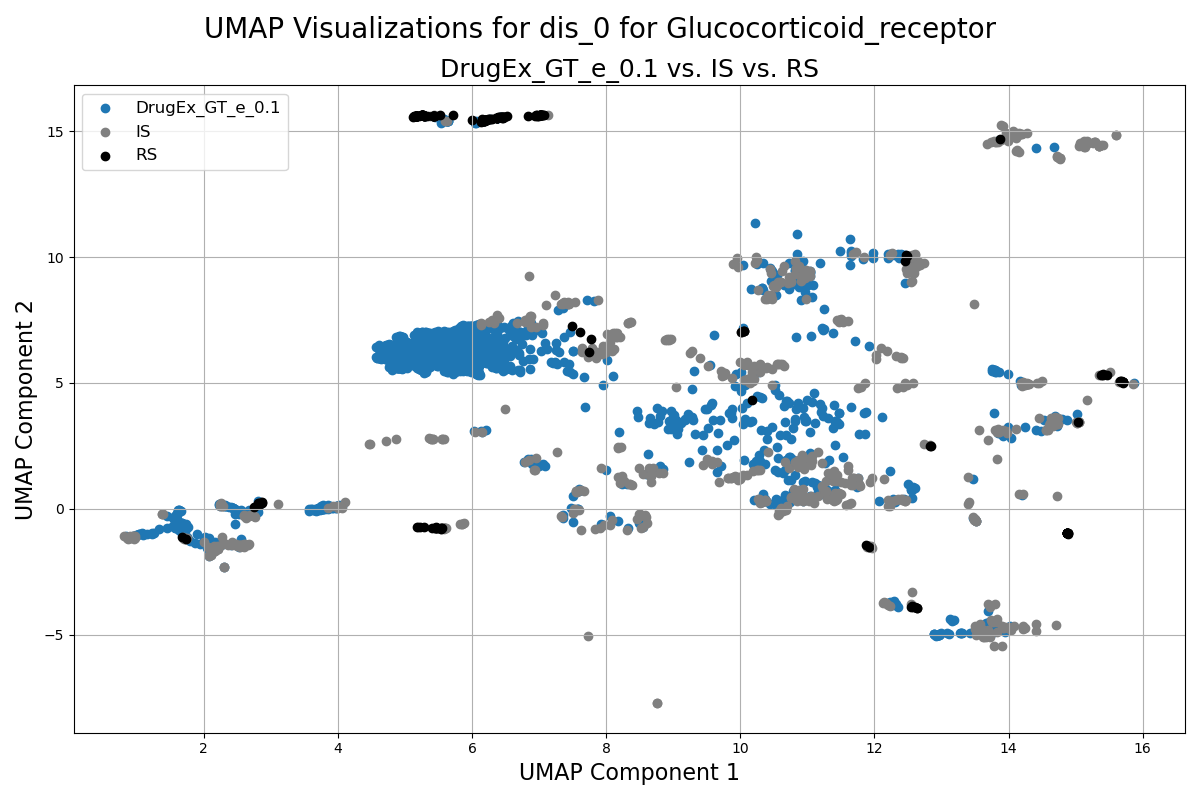 UMAP Visualizations for dis_0 for Glucocorticoid_receptor
DrugEx_GT_e_0.1 vs. IS vs. RS
DrugEx_GT_e_0.1
IS
RS
15
10
5
0
−5
UMAP Component 2
2 4 6 8 10 12 14 16
UMAP Component 1